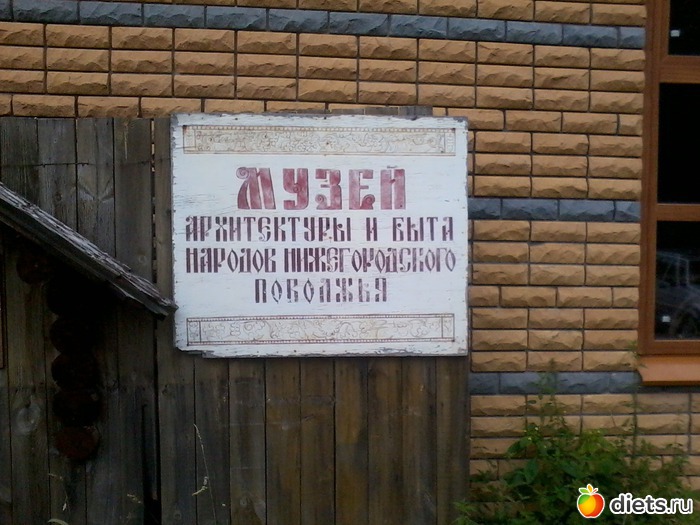 МУЗЕЙ
АРХИТЕКТУРЫ И БЫТА
НАРОДОВ НИЖЕГОРОДСКОГО
ПОВОЛЖЬЯ
diets.ru